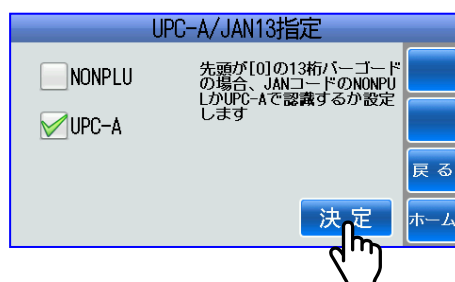 UPC-A/JAN13指定
NONPLU
UPC-A
先頭が[0]の13桁バーゴード
の場合、JANコードのNONPU
LかUPC-Aで認識するか設定
します
戻る
決定
ホーム